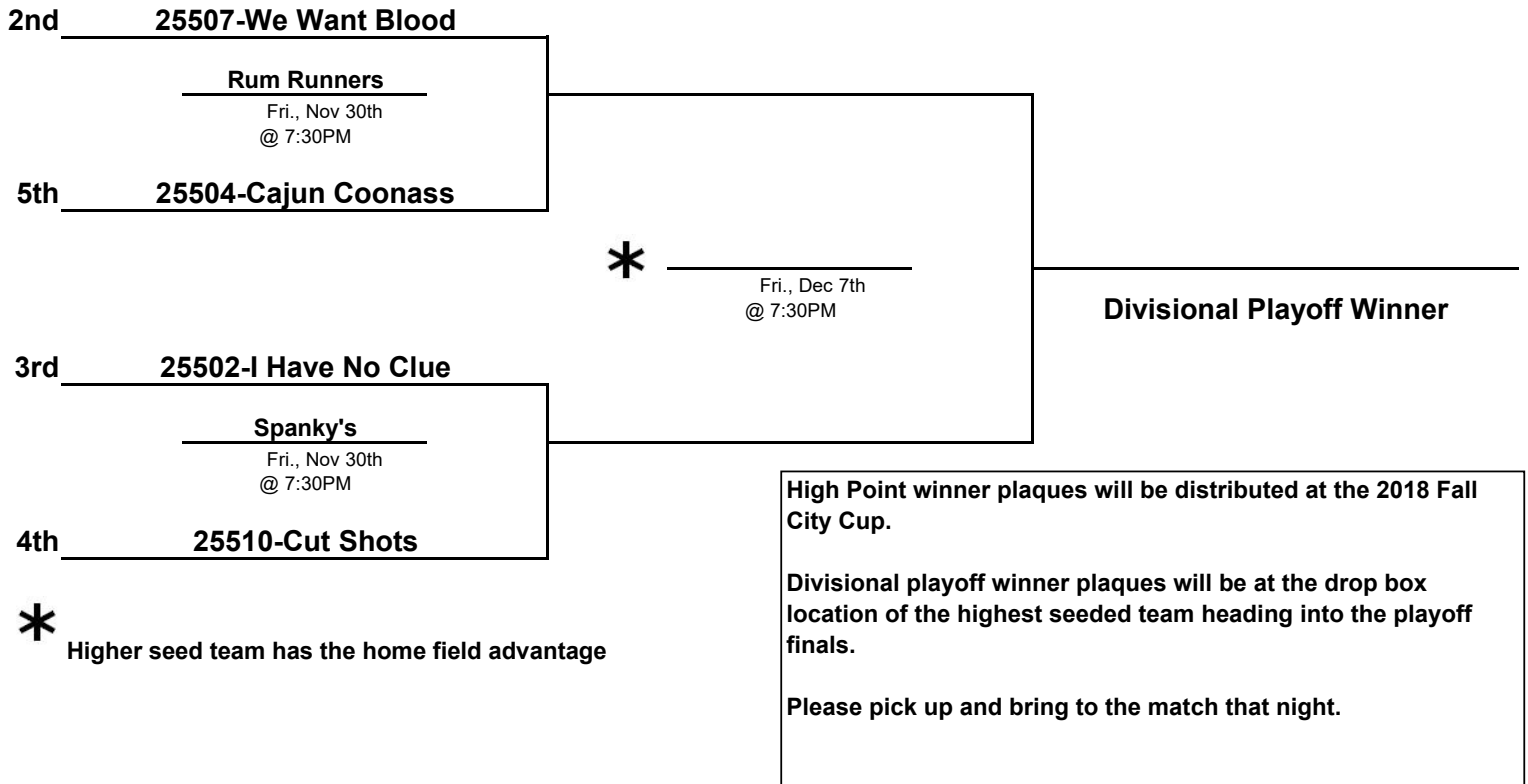 2nd 25507-We Want Blood
Rum Runners
Fri., Nov 30th
@ 7:30PM
5th 25504-Cajun Coonass
*
Fri., Dec 7th
@ 7:30PM
Divisional Playoff Winner
3rd 25502-I Have No Clue
Spanky's
Fri., Nov 30th
@ 7:30PM
4th 25510-Cut Shots
* Higher seed team has the home field advantage
High Point winner plaques will be distributed at the 2018 Fall
City Cup.
Divisional playoff winner plaques will be at the drop box
location of the highest seeded team heading into the playoff
finals.
Please pick up and bring to the match that night.